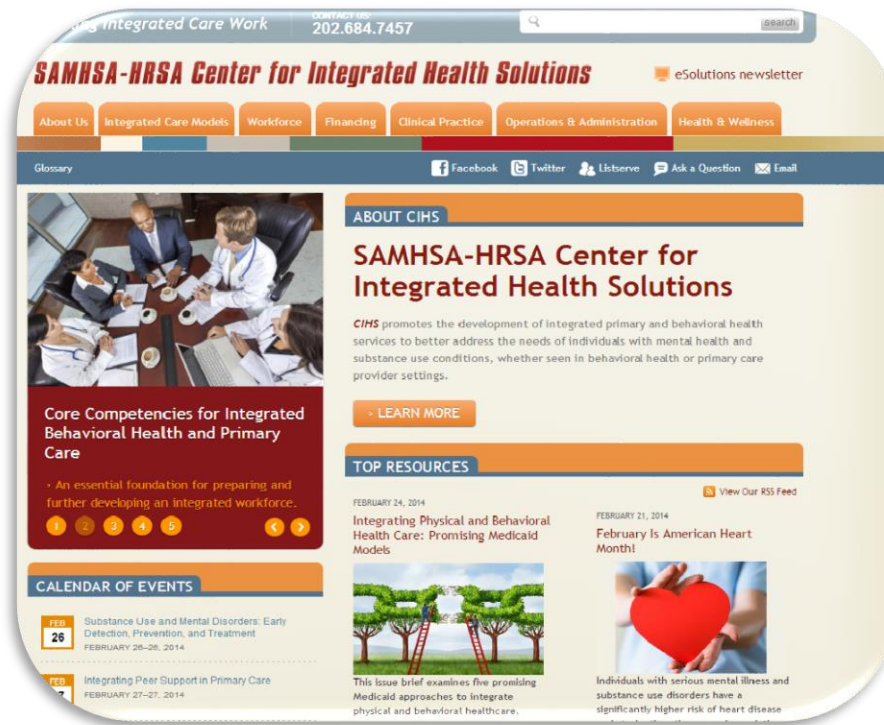 Integrated Care Work
CONTACT US:
202.684.7457
search
SAMHSA-HRSA Center for Integrated Health Solutions
eSolutions newsletter
About Us
Integrated Care Models
Workforce
Financing
Clinical Practice
Operations & Administration
Health & Wellness
Glossary
Facebook
Twitter
Listserve
Ask a Question
Email
Core Competencies for Integrated
Behavioral Health and Primary
Care
› An essential foundation for preparing and
further developing an integrated workforce.
1 2 3 4 5
CALENDAR OF EVENTS
FEB
26
Substance Use and Mental Disorders: Early
Detection, Prevention, and Treatment
FEBRUARY 26–26, 2014
FEB
Integrating Peer Support in Primary Care
FEBRUARY 27–27, 2014
ABOUT CIHS
SAMHSA-HRSA Center for
Integrated Health Solutions
CIHS promotes the development of integrated primary and behavioral health
services to better address the needs of individuals with mental health and
substance use conditions, whether seen in behavioral health or primary care
provider settings.
› LEARN MORE
TOP RESOURCES
View Our RSS Feed
FEBRUARY 24, 2014
Integrating Physical and Behavioral
Health Care: Promising Medicaid
Models
This issue brief examines five promising
Medicaid approaches to integrate
physical and behavioral healthcare.
FEBRUARY 21, 2014
February Is American Heart
Month!
Individuals with serious mental illness and
substance use disorders have a
significantly higher risk of heart disease